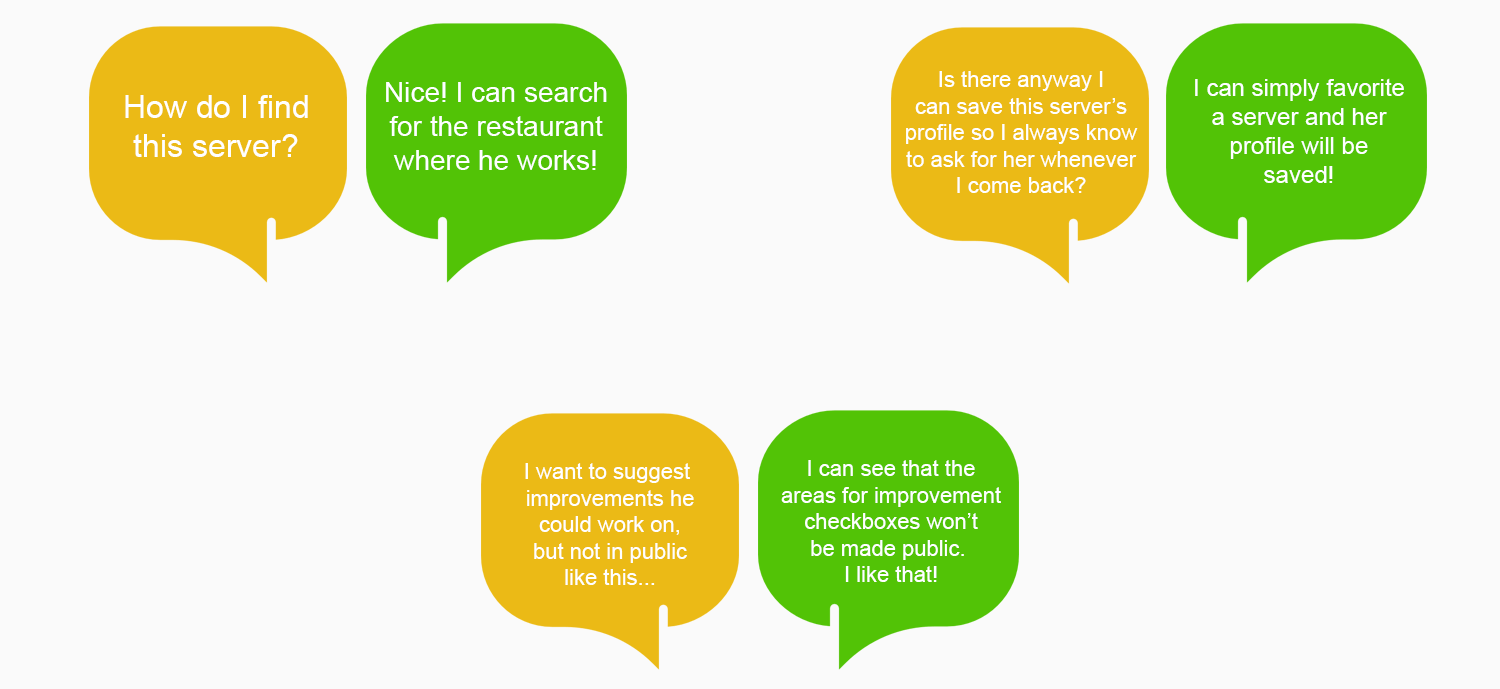 How do I find
this server?
Nice! I can search
for the restaurant
where he works!
Is there anyway I
can save this server’s
profile so I always know
to ask for her whenever
I come back?
I can simply favorite
a server and her
profile will be
saved!
I want to suggest
improvements he
could work on,
but not in public
like this...
I can see that the
areas for improvement
checkboxes won’t
be made public.
I like that!